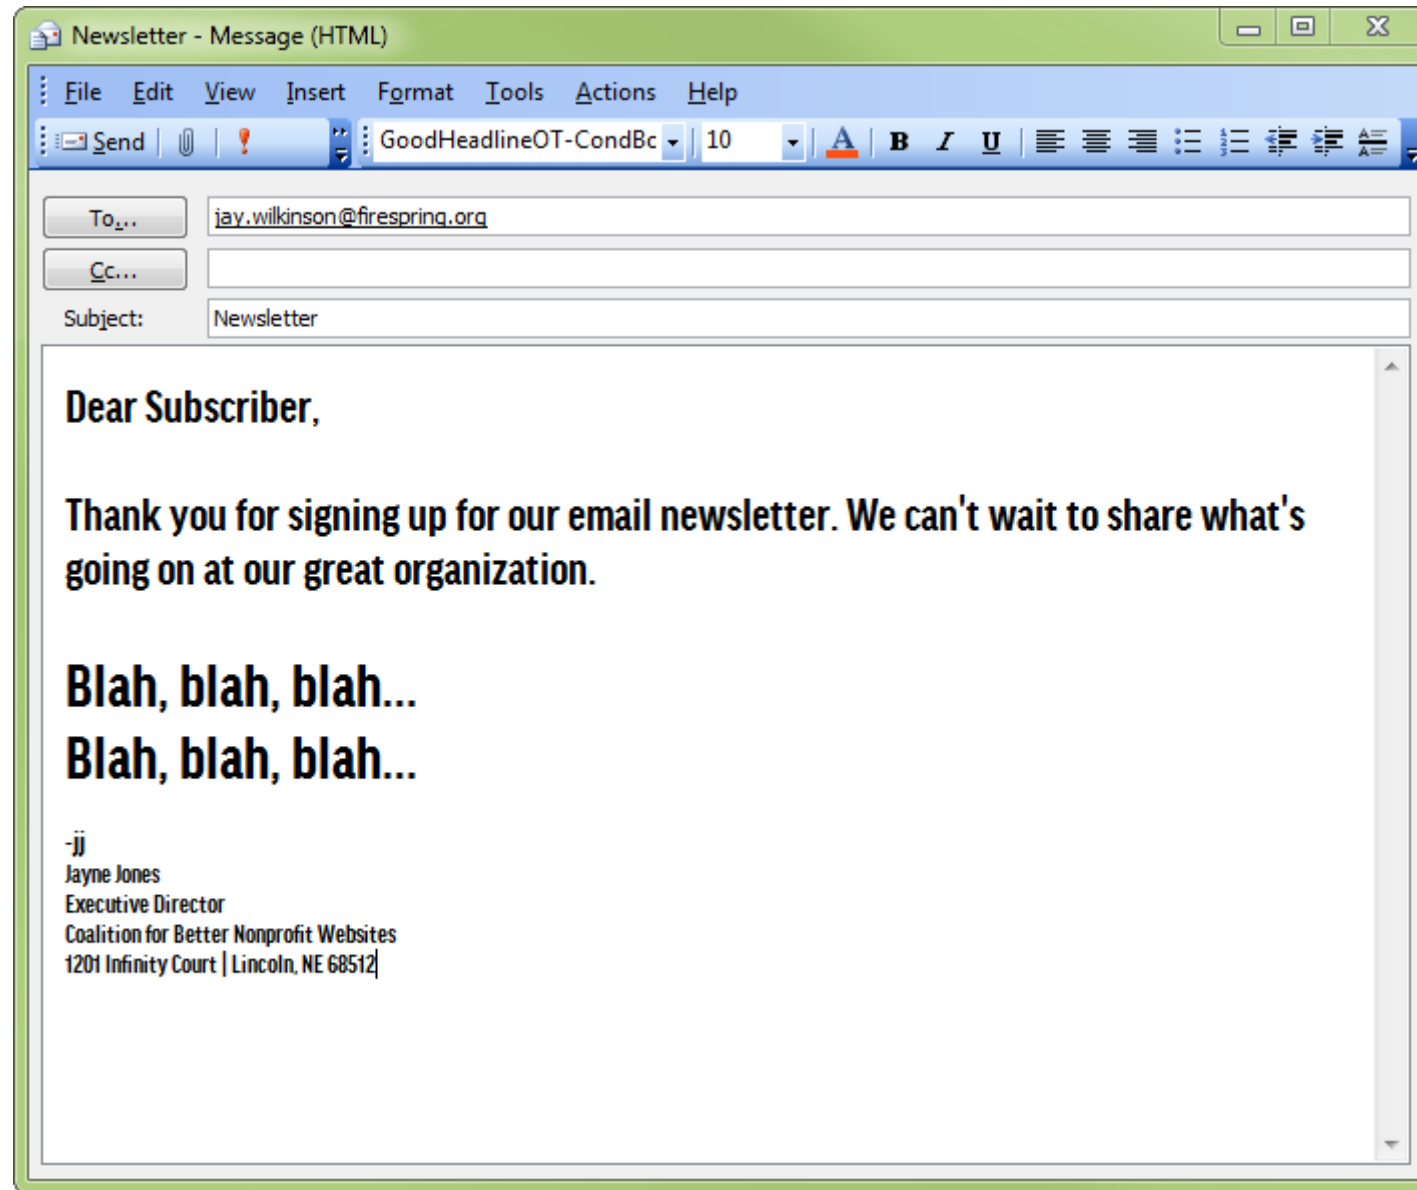 Newsletter - Message (HTML)
File Edit View Insert Format Tools Actions Help
Send GoodHeadlineOT-CondBc 10 A B I U
To... jay.wilkinson@firespring.org
Cc...
Subject: Newsletter
Dear Subscriber,
Thank you for signing up for our email newsletter. We can't wait to share what's
going on at our great organization.
Blah, blah, blah...
Blah, blah, blah...
-jj
Jayne Jones
Executive Director
Coalition for Better Nonprofit Websites
1201 Infinity Court | Lincoln, NE 68512